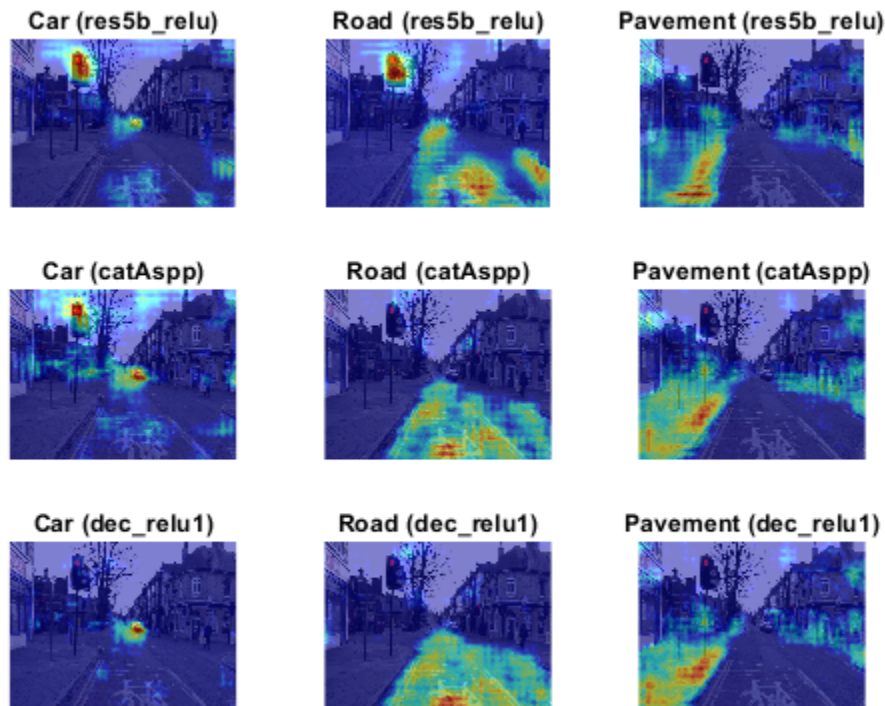 Car (res5b_relu)
Road (res5b_relu)
Pavement (res5b_relu)
Car (catAspp)
Road (catAspp)
Pavement (catAspp)
Car (dec_relu1)
Road (dec_relu1)
Pavement (dec_relu1)